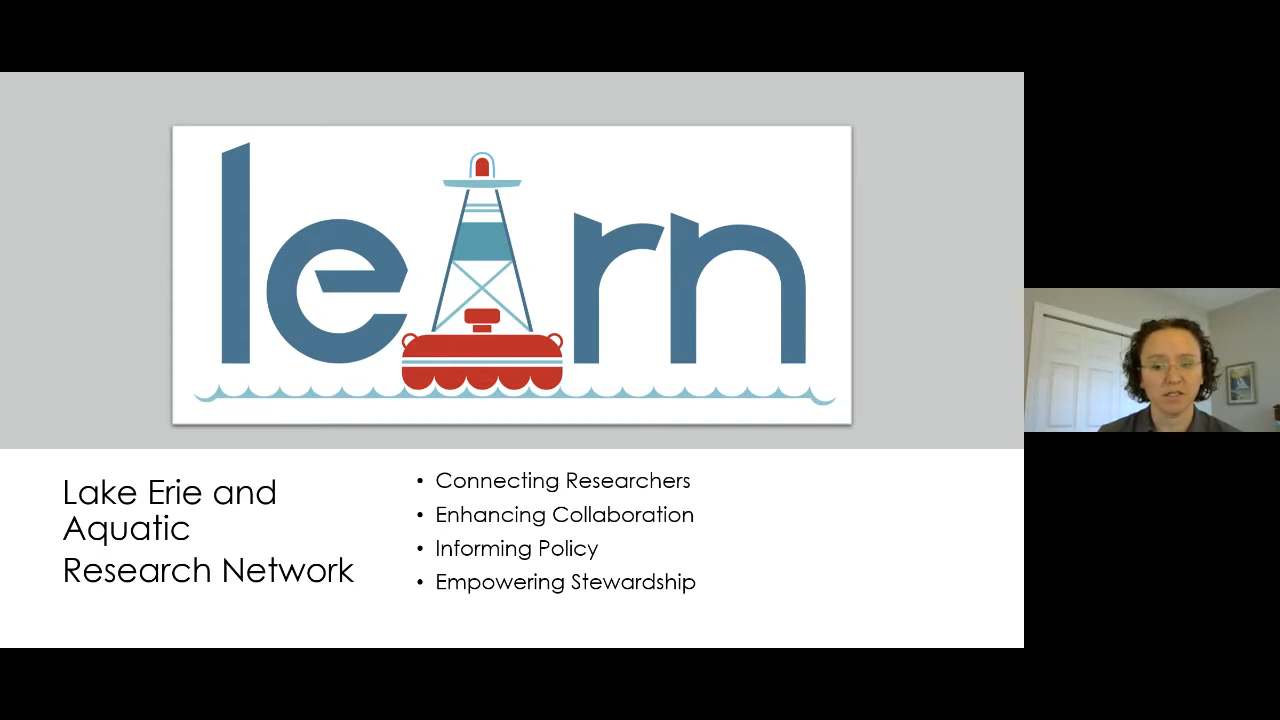 learn
Lake Erie and
Aquatic
Research Network
• Connecting Researchers
• Enhancing Collaboration
• Informing Policy
• Empowering Stewardship